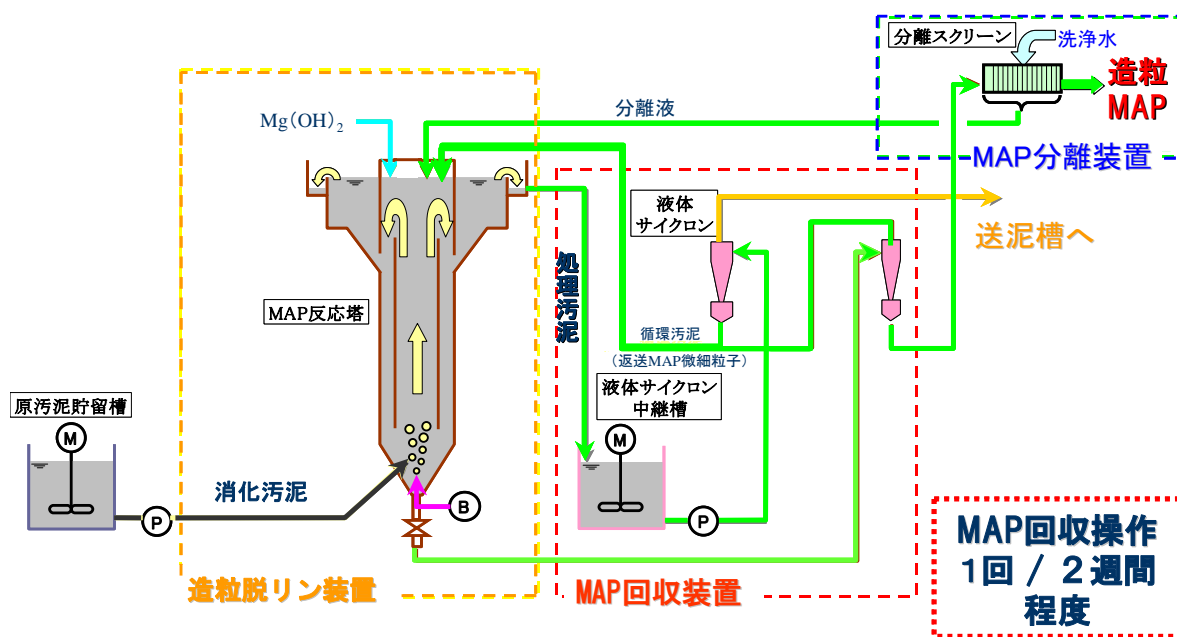 分離スクリーン
洗浄水
造粒
MAP
MAP分離装置
分離液
Mg(OH)2
液体
サイクロン
送泥槽へ
処理汚泥
MAP反応塔
循環汚泥
(返送MAP微細粒子)
液体サイクロン
中継槽
原汚泥貯留槽
M
M
消化汚泥
P
B
P
造粒脱リン装置
MAP回収装置
MAP回収操作
1回 / 2週間
程度